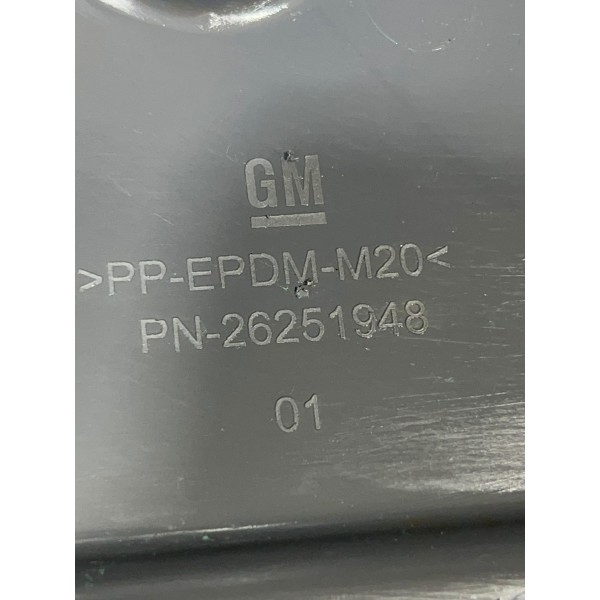 GM
>PP-EPDM-M20<
PN-26251948
01